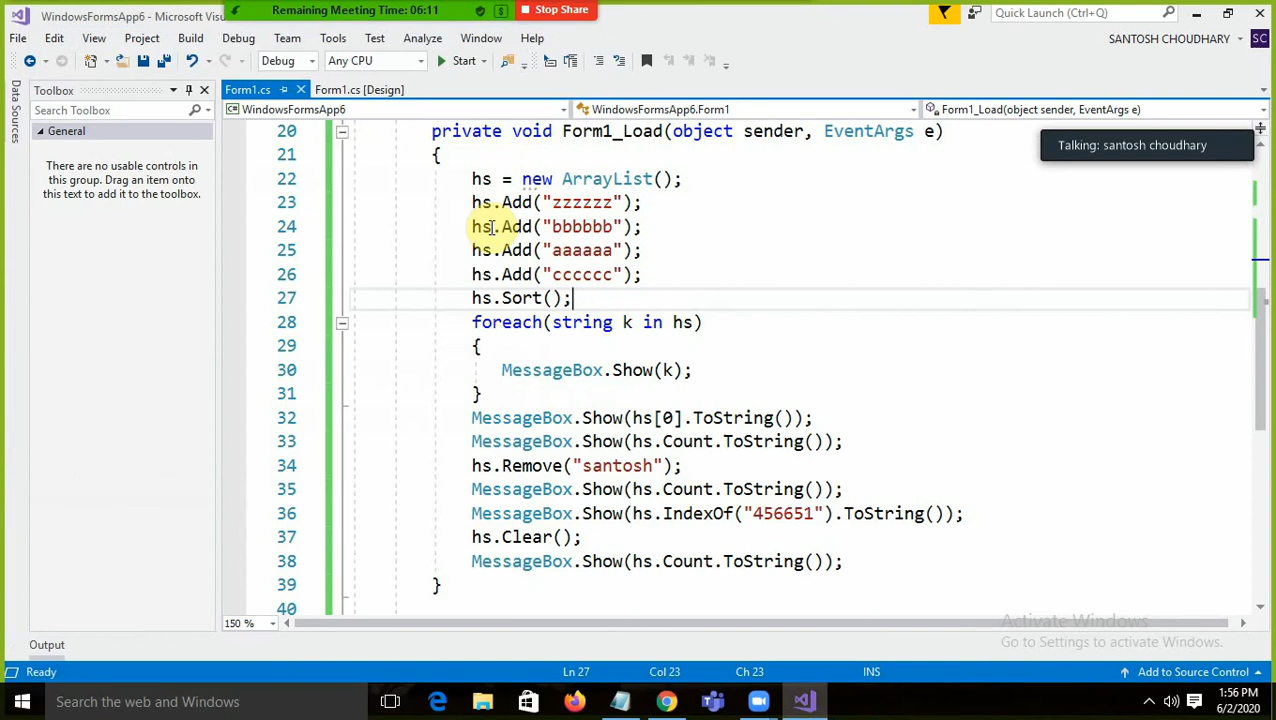 Remaining Meeting Time: 06:11
Stop Share
WindowsFormsApp6 - Microsoft Visu
Quick Launch (Ctrl+Q)
File Edit View Project Build Debug Team Tools Test Analyze Window Help
SANTOSH CHOUDHARY SC
Debug Any CPU Start
Data Sources
Toolbox
Search Toolbox
General
There are no usable controls in
this group. Drag an item onto
this text to add it to the toolbox.
Form1.cs Form1.cs [Design]
WindowsFormsApp6 WindowsFormsApp6.Form1 Form1_Load(object sender, EventArgs e)
Talking: santosh choudhary
20 private void Form1_Load(object sender, EventArgs e)
21 {
22 hs = new ArrayList();
23 hs.Add("zzzzzz");
24 hs.Add("bbbbbb");
25 hs.Add("aaaaaa");
26 hs.Add("cccccc");
27 hs.Sort();
28 foreach(string k in hs)
29 {
30 MessageBox.Show(k);
31 }
32 MessageBox.Show(hs[0].ToString());
33 MessageBox.Show(hs.Count.ToString());
34 hs.Remove("santosh");
35 MessageBox.Show(hs.Count.ToString());
36 MessageBox.Show(hs.IndexOf("456651").ToString());
37 hs.Clear();
38 MessageBox.Show(hs.Count.ToString());
39 }
40
150 %
Activate Windows
Go to Settings to activate Windows.
Output
Ready Ln 27 Col 23 Ch 23 INS Add to Source Control
Search the web and Windows
1:56 PM
6/2/2020